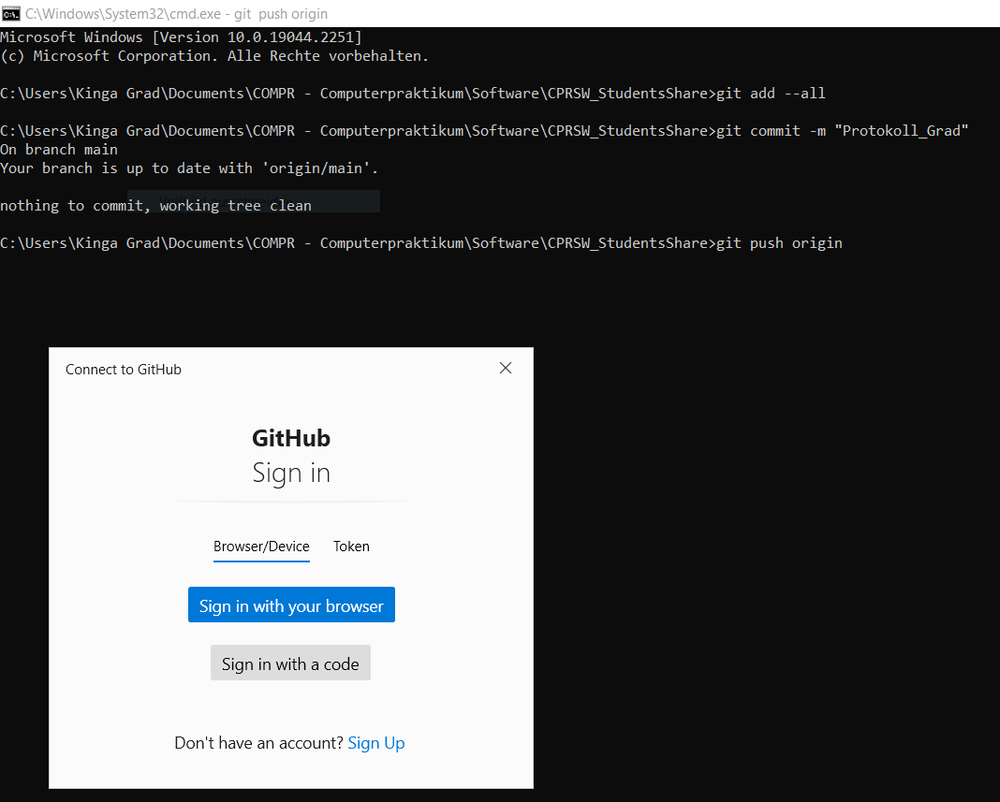 C:\Windows\System32\cmd.exe - git  push origin
Microsoft Windows [Version 10.0.19044.2251]
(c) Microsoft Corporation. Alle Rechte vorbehalten.
C:\Users\Kinga Grad\Documents\COMPR - Computerpraktikum\Software\CPRSW_StudentsShare>git add --all
C:\Users\Kinga Grad\Documents\COMPR - Computerpraktikum\Software\CPRSW_StudentsShare>git commit -m "Protokoll_Grad"
On branch main
Your branch is up to date with 'origin/main'.
nothing to commit, working tree clean
C:\Users\Kinga Grad\Documents\COMPR - Computerpraktikum\Software\CPRSW_StudentsShare>git push origin
Connect to GitHub
GitHub
Sign in
Browser/Device Token
Sign in with your browser
Sign in with a code
Don't have an account? Sign Up